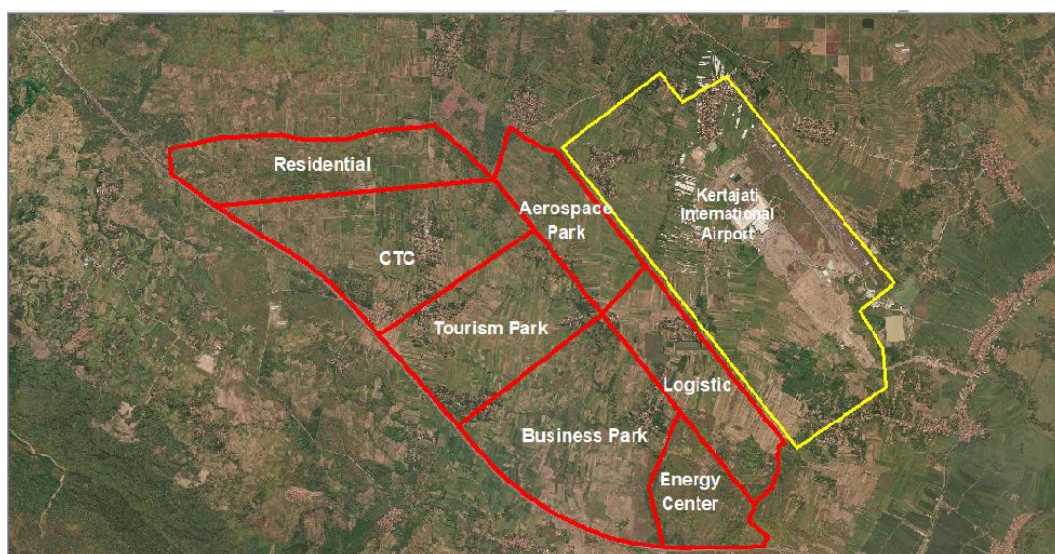 Residential
Aerospace
Park
Kertajati
International
Airport
CTC
Tourism Park
Logistic
Business Park
Energy
Center